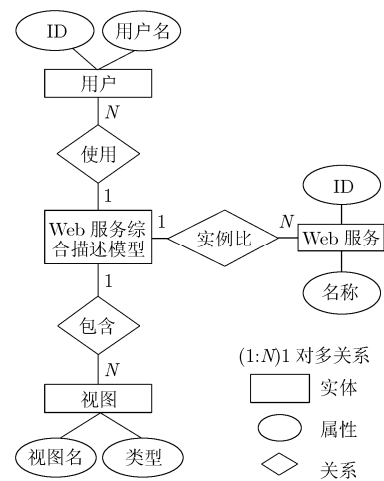 ID
用户名
用户
N
使用
1
Web 服务综
合描述模型
1
实例比
N
ID
Web 服务
名称
1
包含
N
视图
视图名
类型
(1:N)1 对多关系
实体
属性
关系